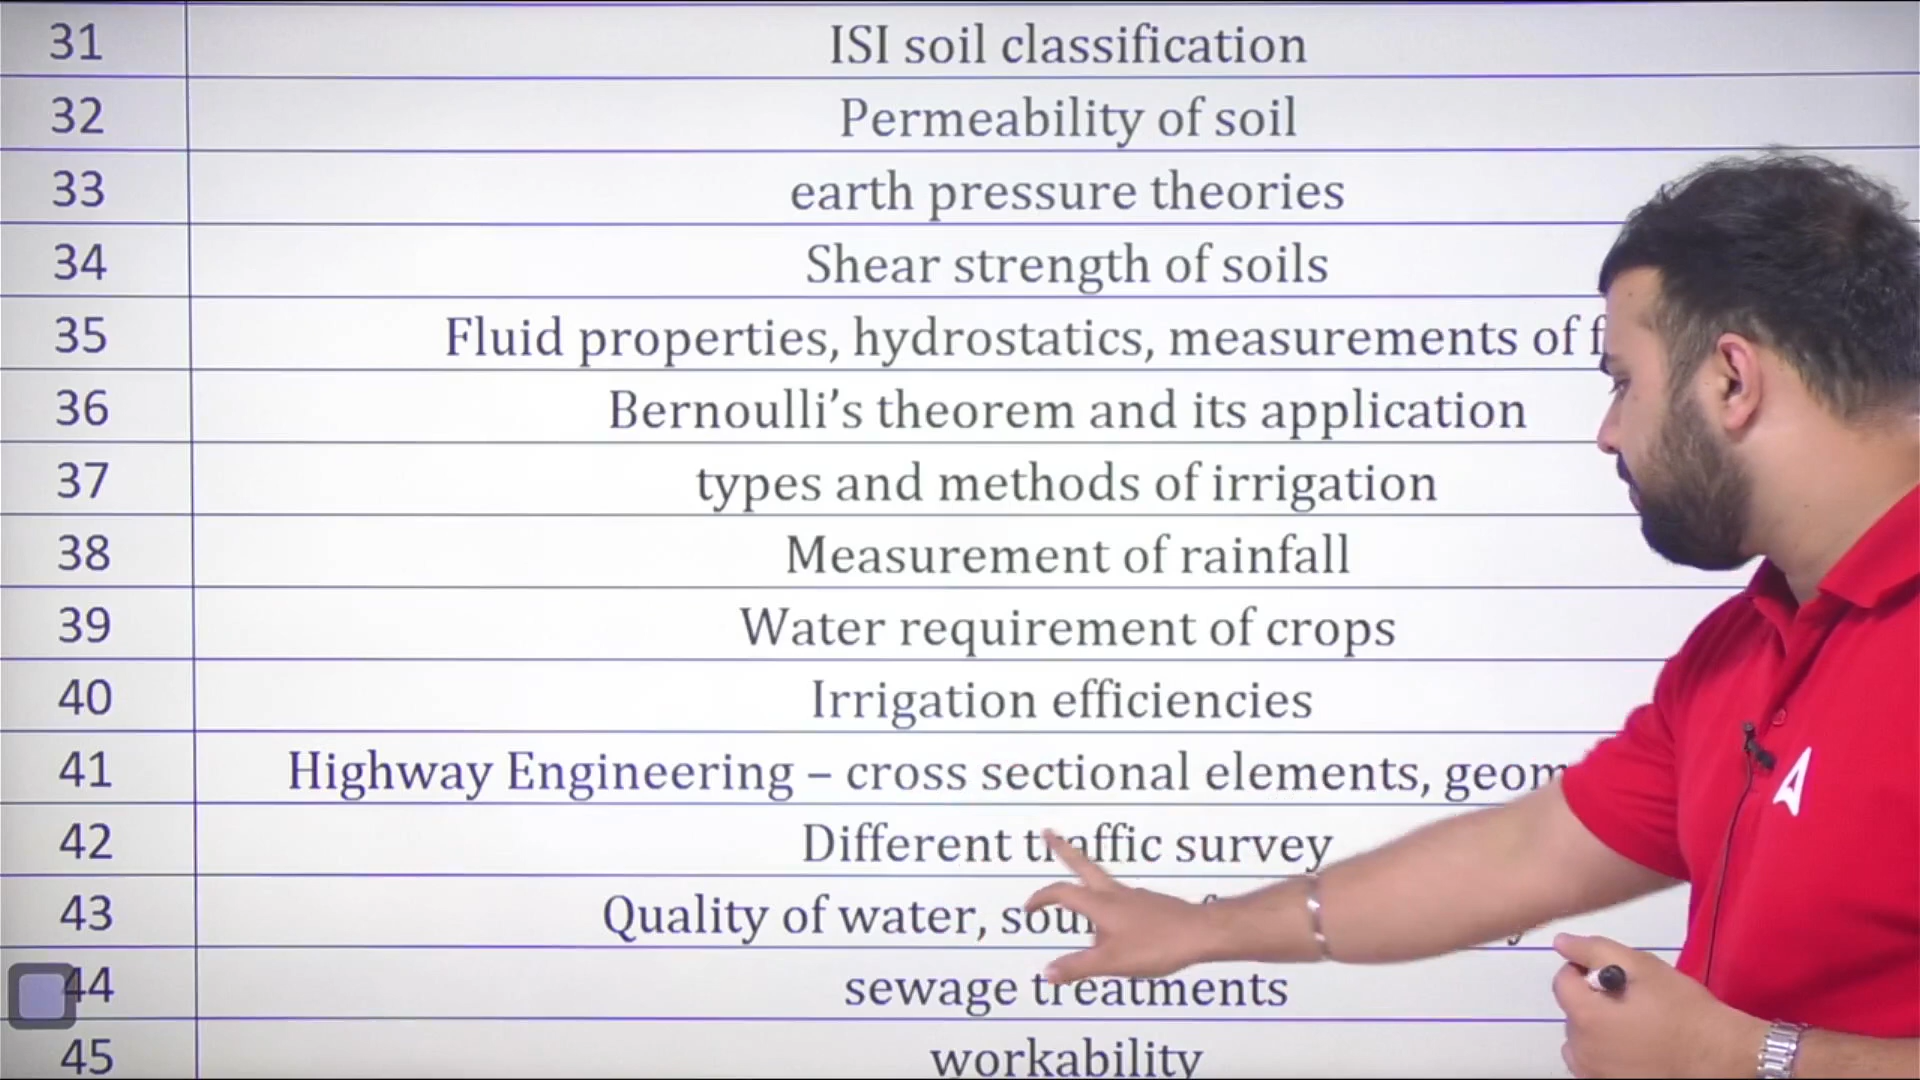 31 ISI soil classification
32 Permeability of soil
33 earth pressure theories
34 Shear strength of soils
35 Fluid properties, hydrostatics, measurements of
36 Bernoulli’s theorem and its application
37 types and methods of irrigation
38 Measurement of rainfall
39 Water requirement of crops
40 Irrigation efficiencies
41 Highway Engineering – cross sectional elements,
42 Different traffic survey
43 Quality of water,
44 sewage treatments
45 workability